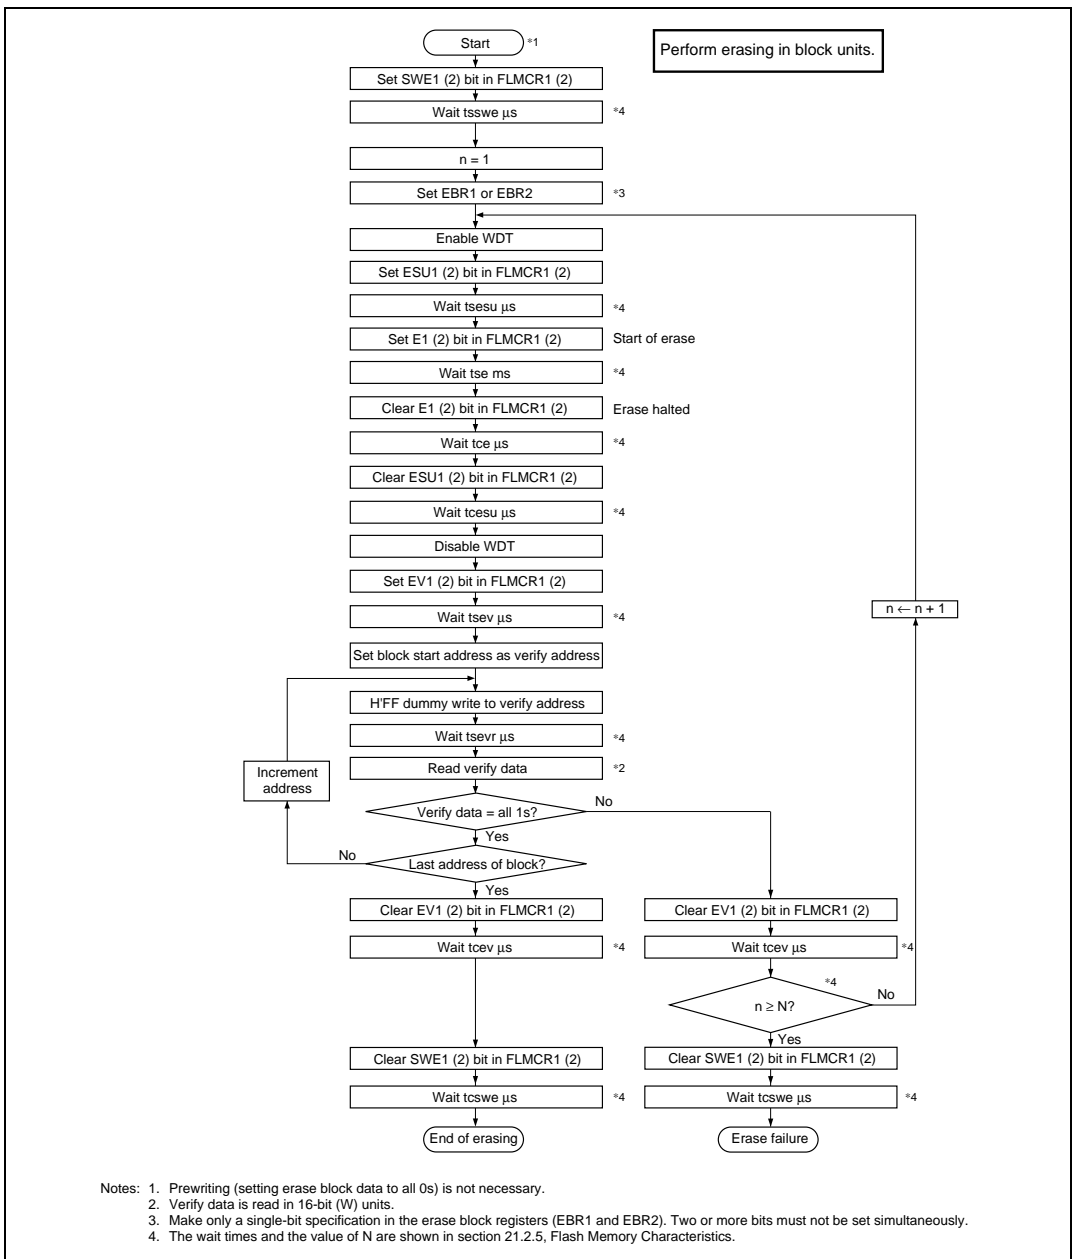 Start *1
Perform erasing in block units.
Set SWE1 (2) bit in FLMCR1 (2)
Wait tsswe μs *4
n = 1
Set EBR1 or EBR2 *3
Enable WDT
Set ESU1 (2) bit in FLMCR1 (2)
Wait tsesu μs *4
Set E1 (2) bit in FLMCR1 (2) Start of erase
Wait tse ms *4
Clear E1 (2) bit in FLMCR1 (2) Erase halted
Wait tce μs *4
Clear ESU1 (2) bit in FLMCR1 (2)
Wait tcesu μs *4
Disable WDT
Set EV1 (2) bit in FLMCR1 (2)
n ← n + 1
Wait tsev μs *4
Set block start address as verify address
H'FF dummy write to verify address
Wait tsevr μs *4
Increment
address
Read verify data *2
Verify data = all 1s? No
Yes
No Last address of block?
Yes
Clear EV1 (2) bit in FLMCR1 (2) Clear EV1 (2) bit in FLMCR1 (2)
Wait tcev μs *4 Wait tcev μs *4
*4
n ≥ N? No
Yes
Clear SWE1 (2) bit in FLMCR1 (2) Clear SWE1 (2) bit in FLMCR1 (2)
Wait tcswe μs *4 Wait tcswe μs *4
End of erasing Erase failure
Notes: 1. Prewriting (setting erase block data to all 0s) is not necessary.
2. Verify data is read in 16-bit (W) units.
3. Make only a single-bit specification in the erase block registers (EBR1 and EBR2). Two or more bits must not be set simultaneously.
4. The wait times and the value of N are shown in section 21.2.5, Flash Memory Characteristics.